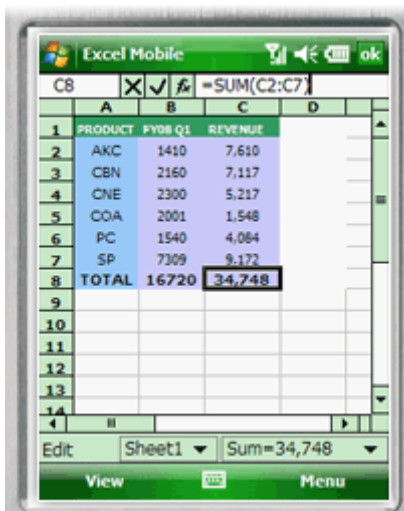 Excel Mobile ok
C8 =SUM(C2:C7)
A B C D
1 PRODUCT FY08 Q1 REVENUE
2 AKC 1410 7,610
3 CBN 2160 7,117
4 CNE 2300 5,217
5 COA 2001 1,548
6 PC 1540 4,084
7 SP 7309 9,172
8 TOTAL 16720 34,748
9
10
11
12
13
14
Edit Sheet1 Sum=34,748
View Menu